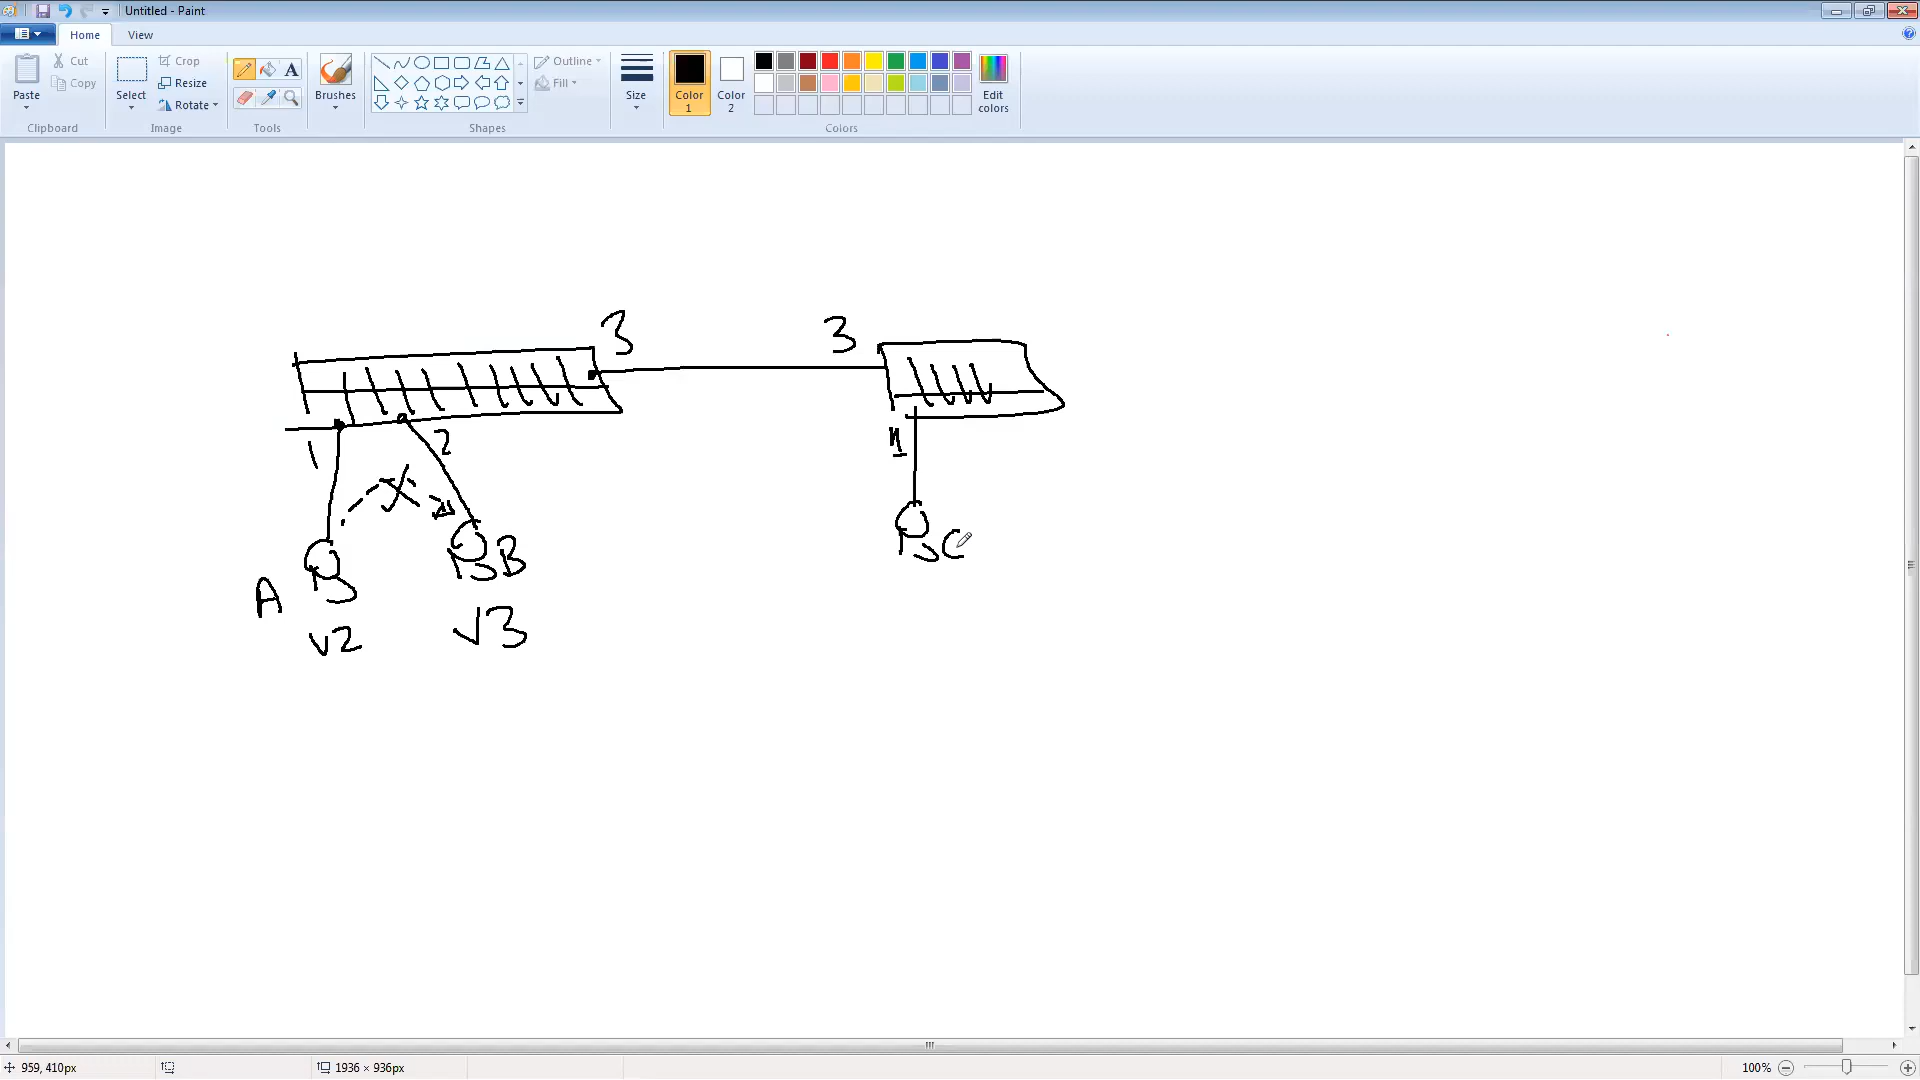 Untitled - Paint
Home
View
Paste
Cut
Copy
Clipboard
Select
Crop
Resize
Rotate
Image
A
Tools
Brushes
Outline
Fill
Shapes
Size
Color 1
Color 2
Edit colors
Colors
3
3
1
2
A
B
C
V2
V3
959, 410px
1936 × 936px
100%